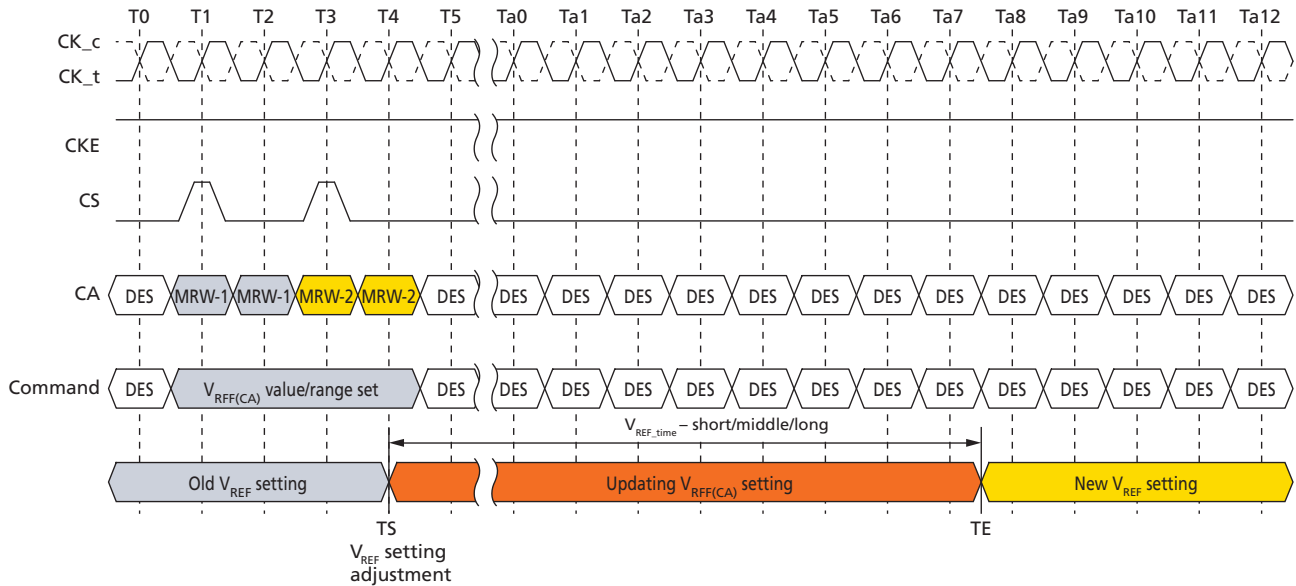 T0 T1 T2 T3 T4 T5 Ta0 Ta1 Ta2 Ta3 Ta4 Ta5 Ta6 Ta7 Ta8 Ta9 Ta10 Ta11 Ta12
CK_c
CK_t
CKE
CS
CA DES MRW-1 MRW-1 MRW-2 MRW-2 DES DES DES DES DES DES DES DES DES DES DES DES DES DES
Command DES VRFF(CA) value/range set DES DES DES DES DES DES DES DES DES DES DES DES DES DES
VREF_time – short/middle/long
Old VREF setting Updating VRFF(CA) setting New VREF setting
TS TE
VREF setting
adjustment